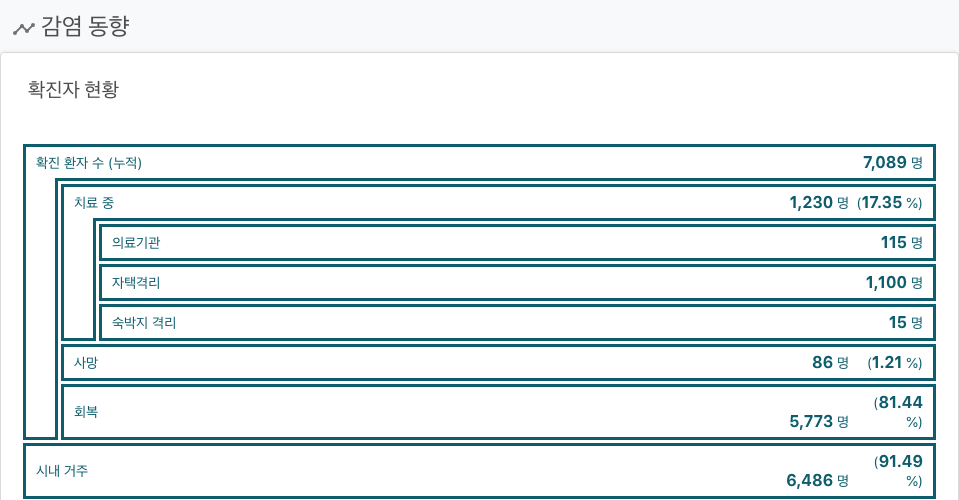 감염 동향
확진자 현황
확진 환자 수 (누적) 7,089 명
치료 중 1,230 명 (17.35 %)
의료기관 115 명
자택격리 1,100 명
숙박지 격리 15 명
사망 86 명 (1.21 %)
회복 5,773 명 (81.44 %)
시내 거주 6,486 명 (91.49 %)